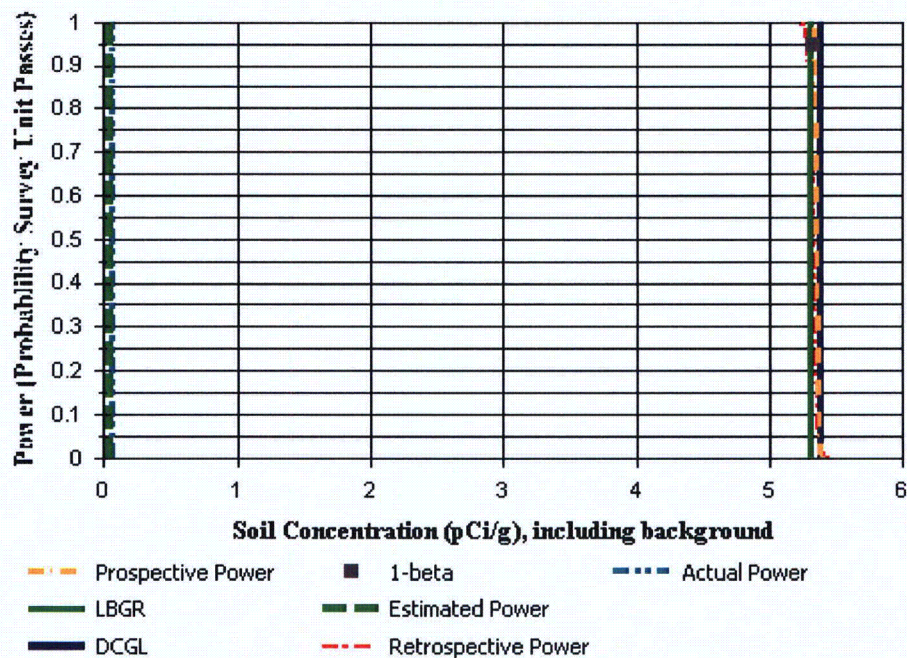 Power (Probability Survey Unit Passes)
1
0.9
0.8
0.7
0.6
0.5
0.4
0.3
0.2
0.1
0
0 1 2 3 4 5 6
Soil Concentration (pCi/g), including background
Prospective Power 1-beta Actual Power
LBGR Estimated Power
DCGL Retrospective Power